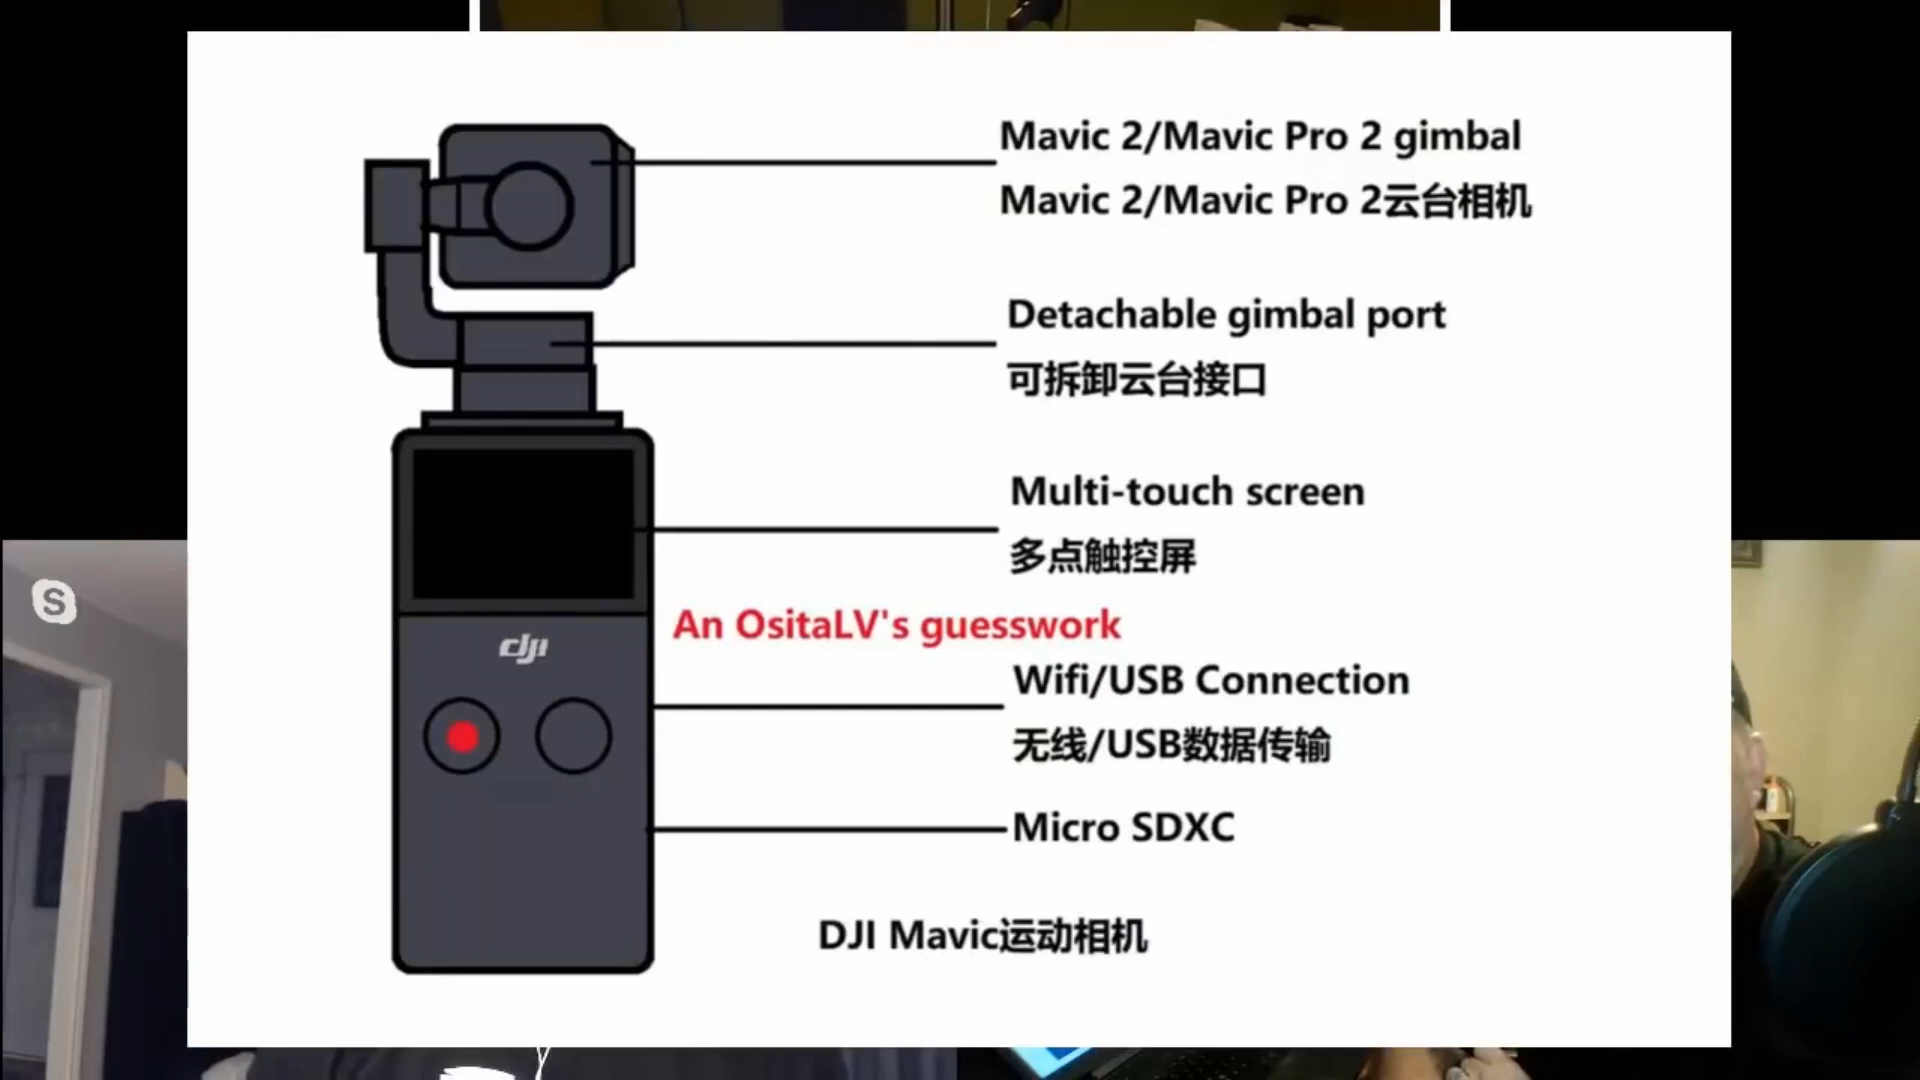 Mavic 2/Mavic Pro 2 gimbal
Mavic 2/Mavic Pro 2云台相机
Detachable gimbal port
可拆卸云台接口
Multi-touch screen
多点触控屏
S
An OsitaLV's guesswork
dji
Wifi/USB Connection
无线/USB数据传输
Micro SDXC
DJI Mavic运动相机